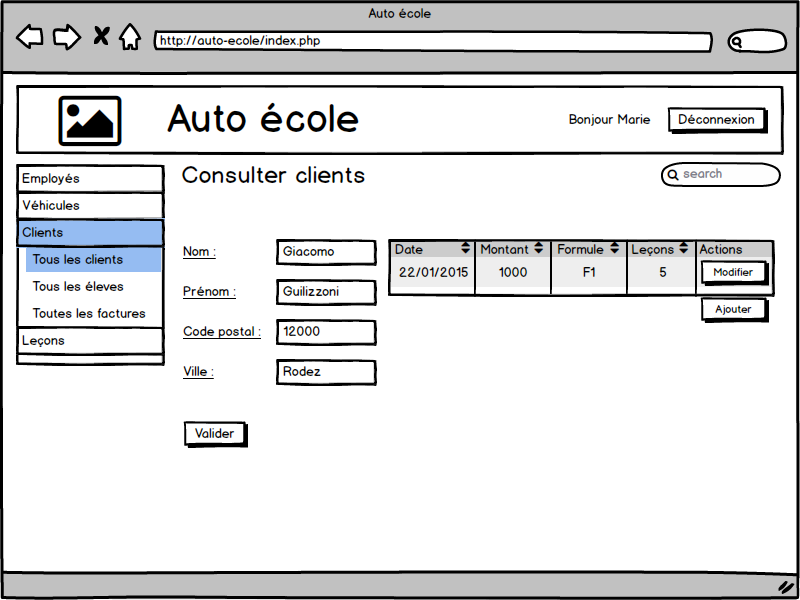 Auto école
http://auto-ecole/index.php
Auto école
Bonjour Marie
Déconnexion
Employés
Véhicules
Clients
Tous les clients
Tous les éleves
Toutes les factures
Leçons
Consulter clients
search
Nom :
Giacomo
Prénom :
Guilizzoni
Code postal :
12000
Ville :
Rodez
Valider
Date Montant Formule Leçons Actions
22/01/2015 1000 F1 5 Modifier
Ajouter